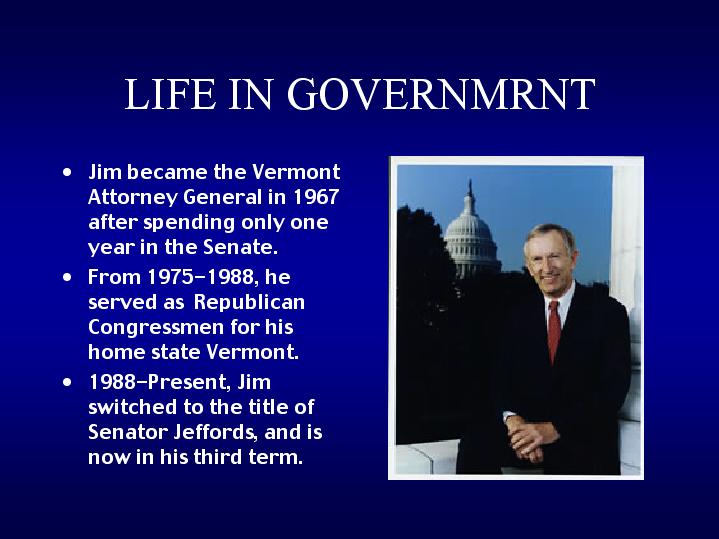 LIFE IN GOVERNMRNT
• Jim became the Vermont
Attorney General in 1967
after spending only one
year in the Senate.
• From 1975-1988, he
served as Republican
Congressmen for his
home state Vermont.
• 1988-Present, Jim
switched to the title of
Senator Jeffords, and is
now in his third term.